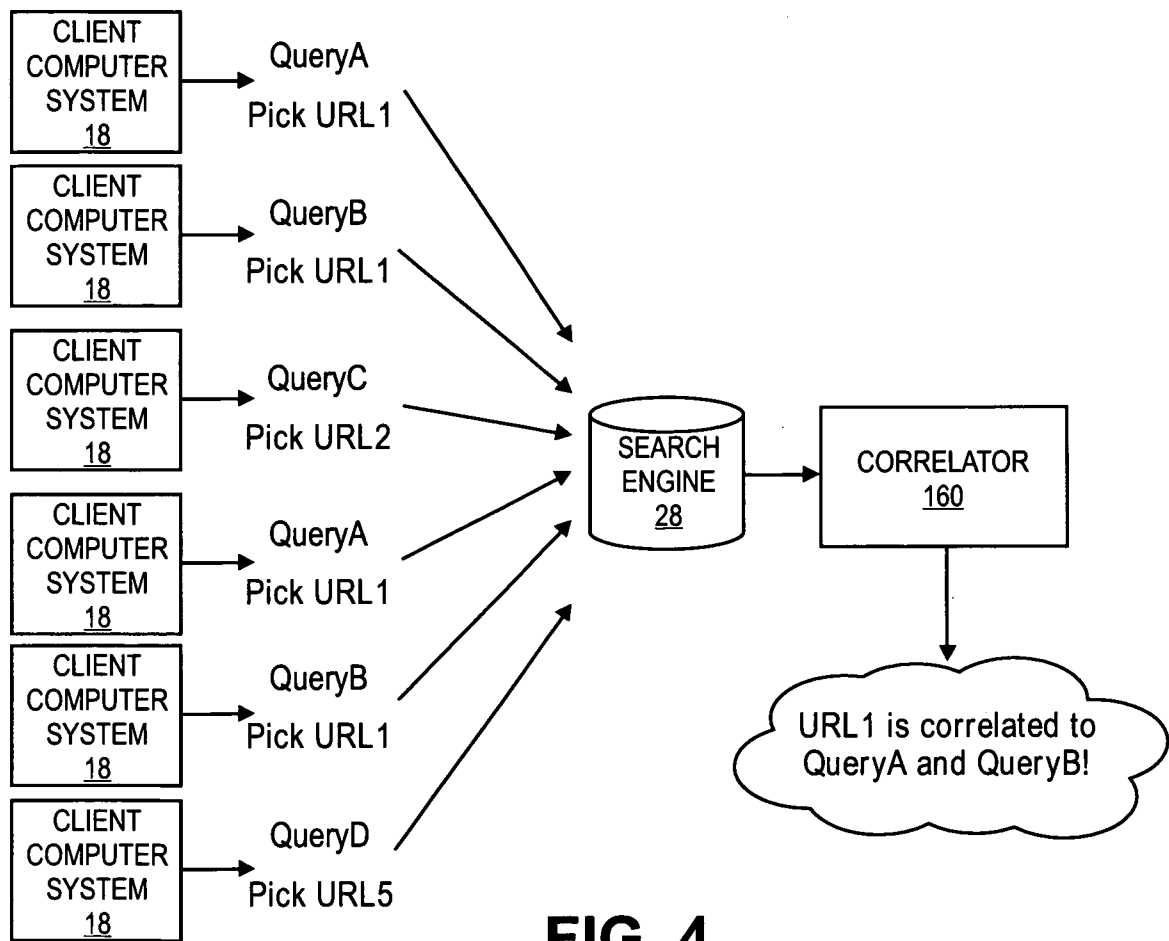 CLIENT
COMPUTER
SYSTEM
18
QueryA
Pick URL1
CLIENT
COMPUTER
SYSTEM
18
QueryB
Pick URL1
CLIENT
COMPUTER
SYSTEM
18
QueryC
Pick URL2
CLIENT
COMPUTER
SYSTEM
18
QueryA
Pick URL1
CLIENT
COMPUTER
SYSTEM
18
QueryB
Pick URL1
CLIENT
COMPUTER
SYSTEM
18
QueryD
Pick URL5
SEARCH
ENGINE
28
CORRELATOR
160
URL1 is correlated to
QueryA and QueryB!
FIG. 4